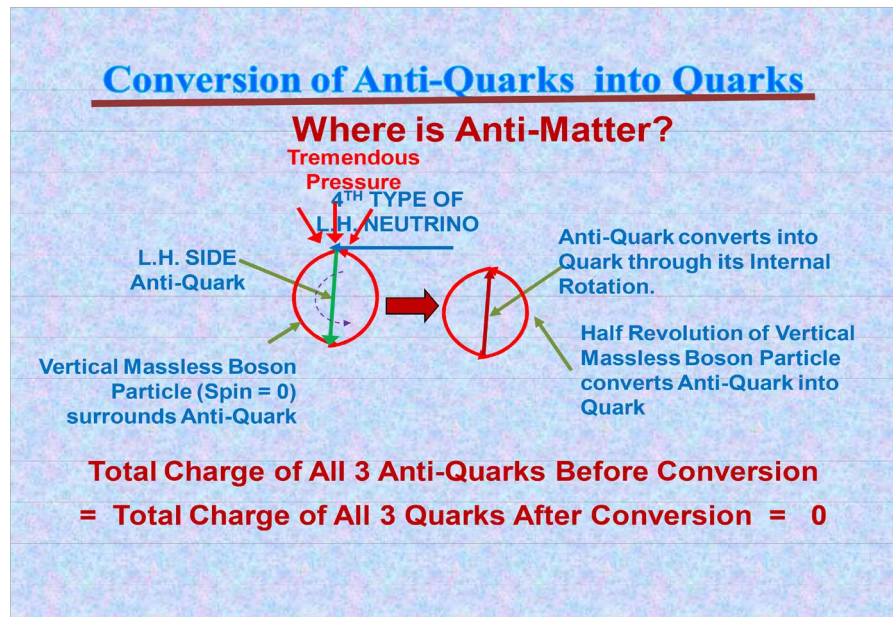 Conversion of Anti-Quarks into Quarks
Where is Anti-Matter?
Tremendous
Pressure
4TH TYPE OF
L.H. NEUTRINO
L.H. SIDE
Anti-Quark
Anti-Quark converts into
Quark through its Internal
Rotation.
Vertical Massless Boson
Particle (Spin = 0)
surrounds Anti-Quark
Half Revolution of Vertical
Massless Boson Particle
converts Anti-Quark into
Quark
Total Charge of All 3 Anti-Quarks Before Conversion
= Total Charge of All 3 Quarks After Conversion = 0